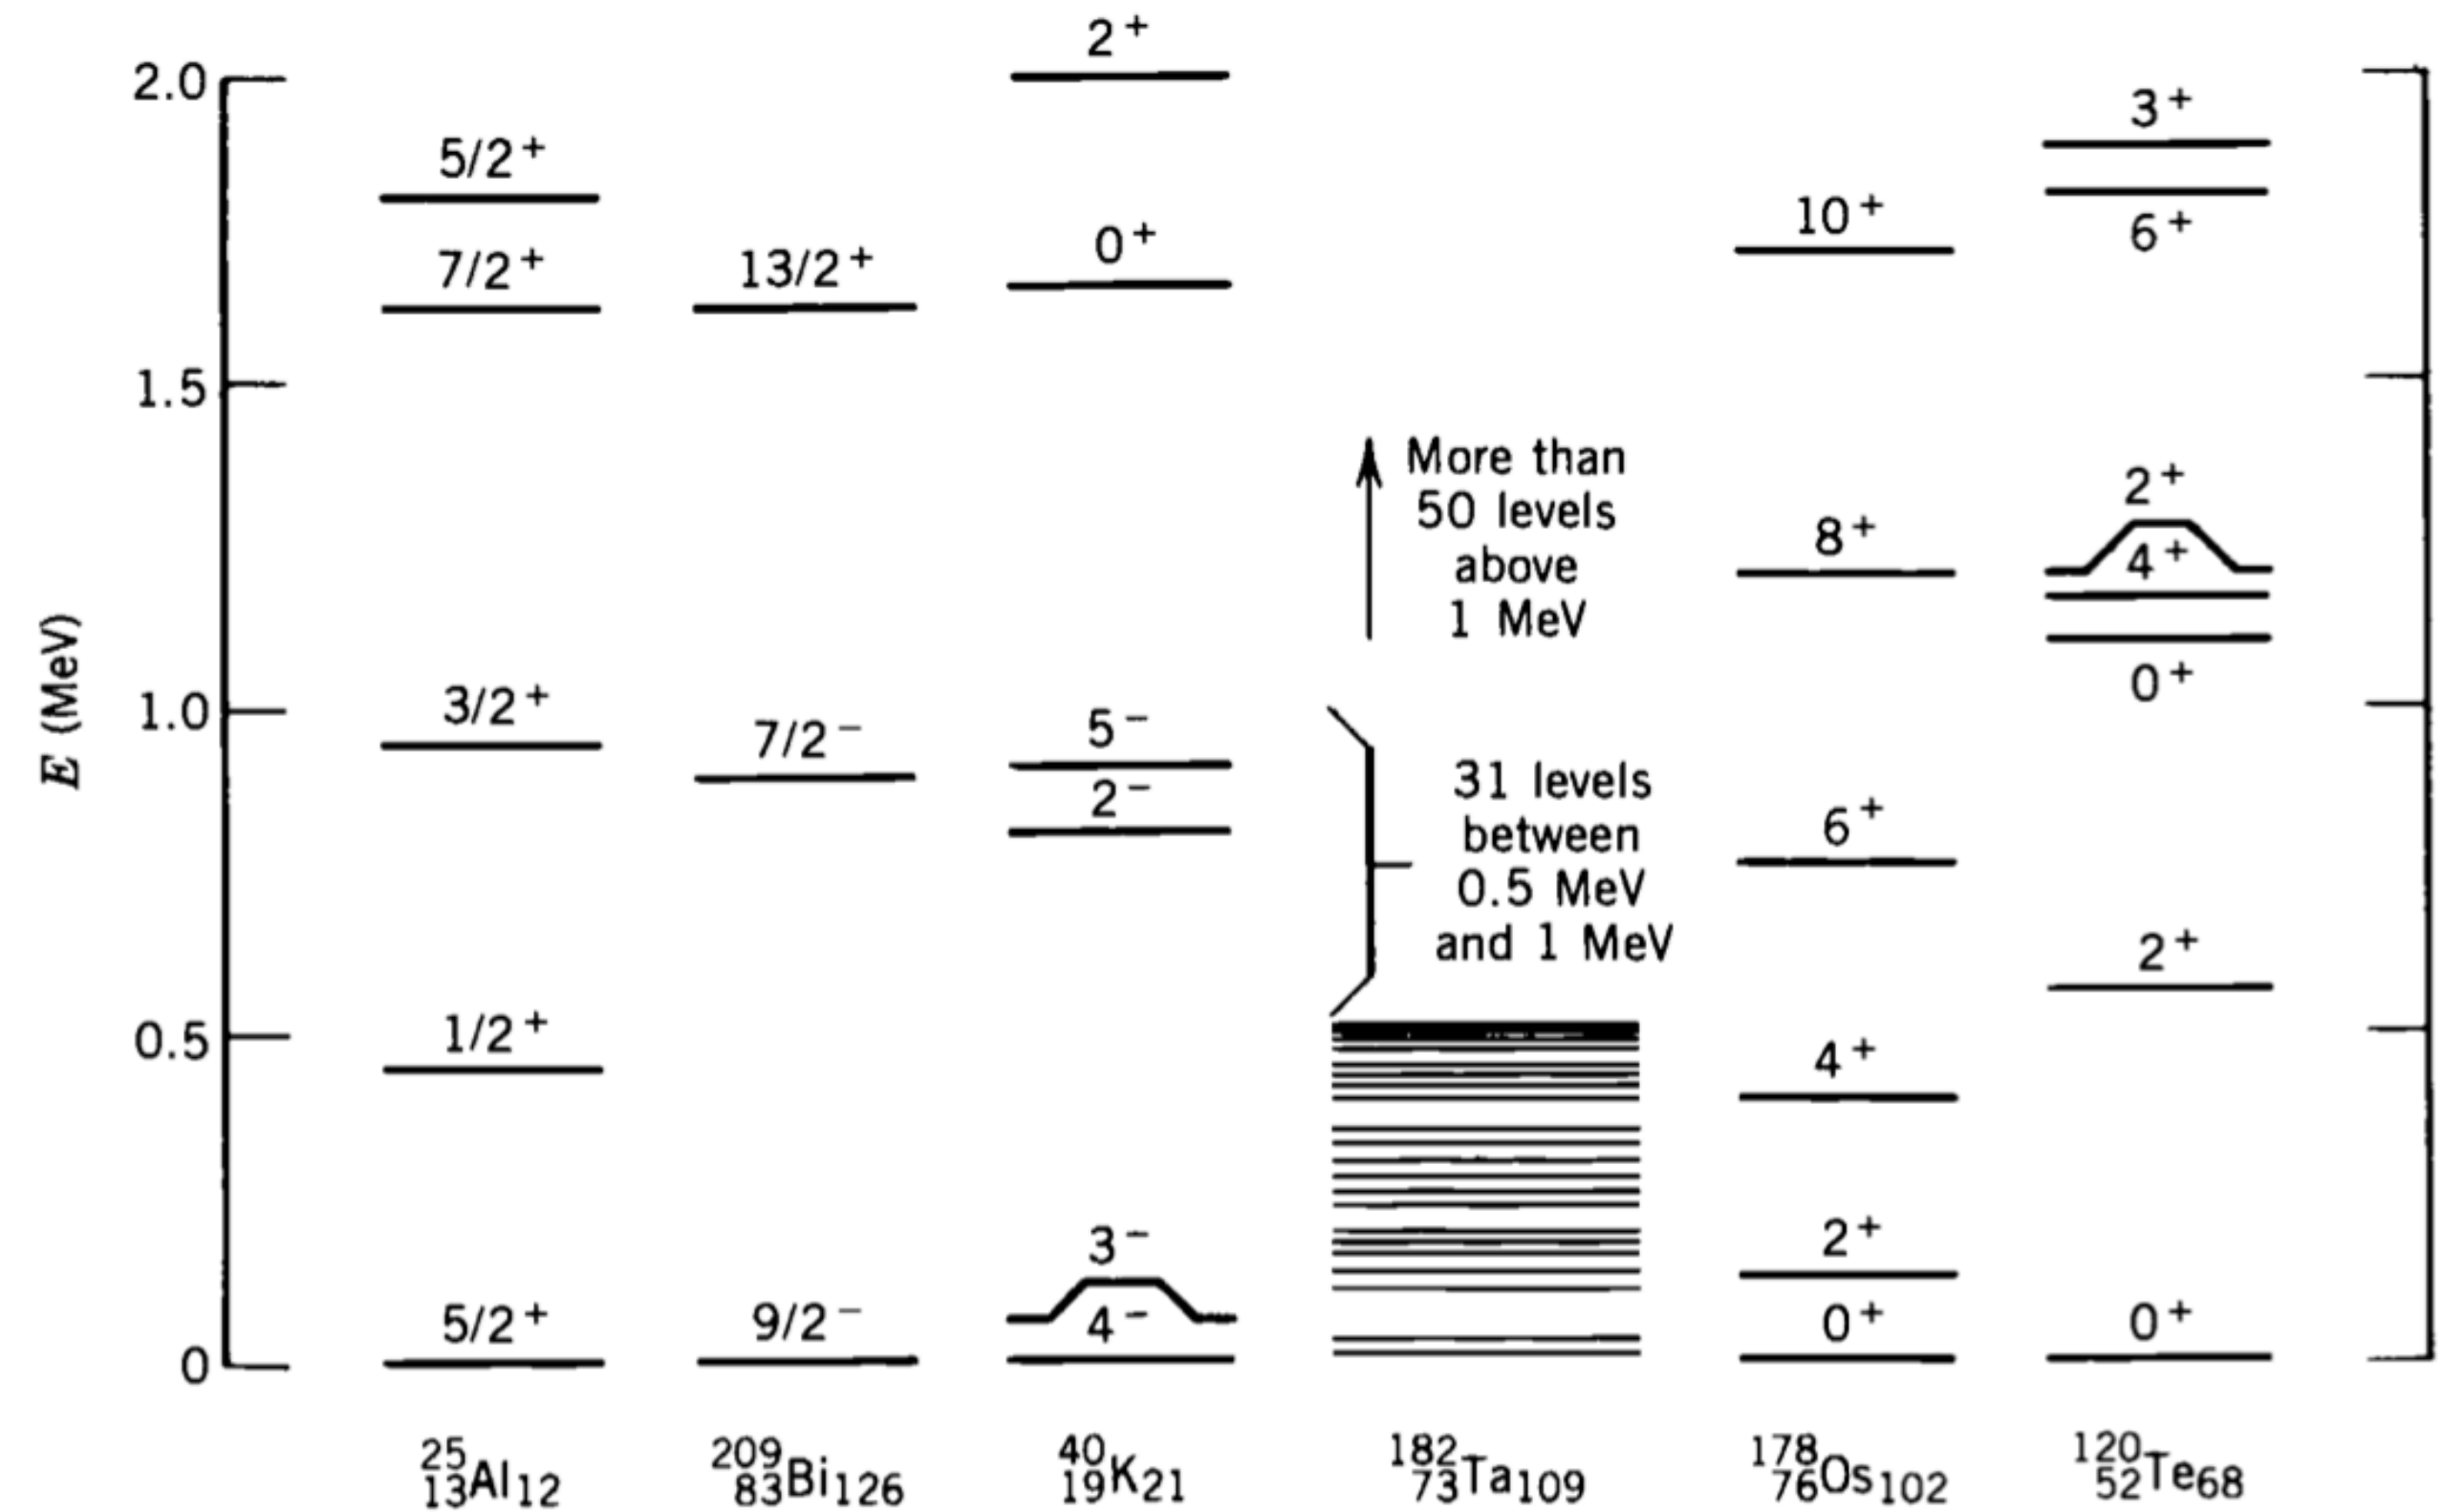 E (MeV)
2.0
1.5
1.0
0.5
0
5/2+
7/2+
3/2+
1/2+
5/2+
25
13Al12
13/2+
7/2−
9/2−
209
83Bi126
2+
0+
5−
2−
3−
4−
40
19K21
More than
50 levels
above
1 MeV
31 levels
between
0.5 MeV
and 1 MeV
182
73Ta109
10+
8+
6+
4+
2+
0+
178
76Os102
3+
6+
2+
4+
0+
2+
0+
120
52Te68